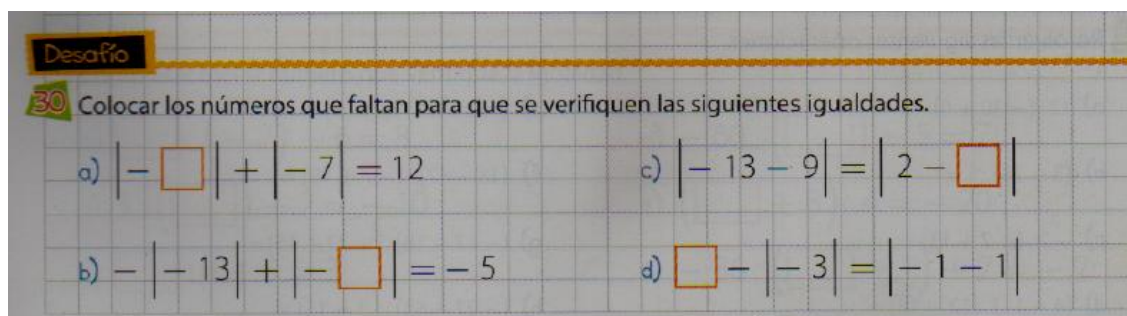 Desafío
30 Colocar los números que faltan para que se verifiquen las siguientes igualdades.
a) |− □| + |− 7| = 12
c) |− 13 − 9| = |2 − □|
b) − |− 13| + |− □| = − 5
d) □ − |− 3| = |− 1 − 1|